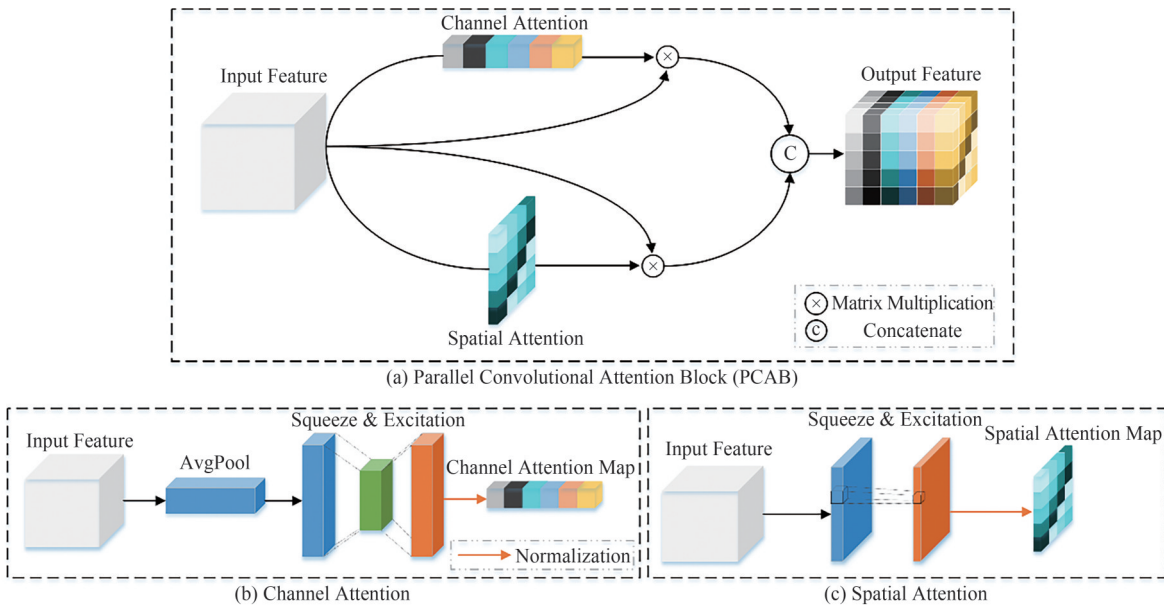 Channel Attention
Input Feature
Output Feature
×
C
×
Spatial Attention
× Matrix Multiplication
C Concatenate
(a) Parallel Convolutional Attention Block (PCAB)
Squeeze & Excitation
Input Feature
AvgPool
Channel Attention Map
Normalization
(b) Channel Attention
Squeeze & Excitation
Input Feature
Spatial Attention Map
(c) Spatial Attention